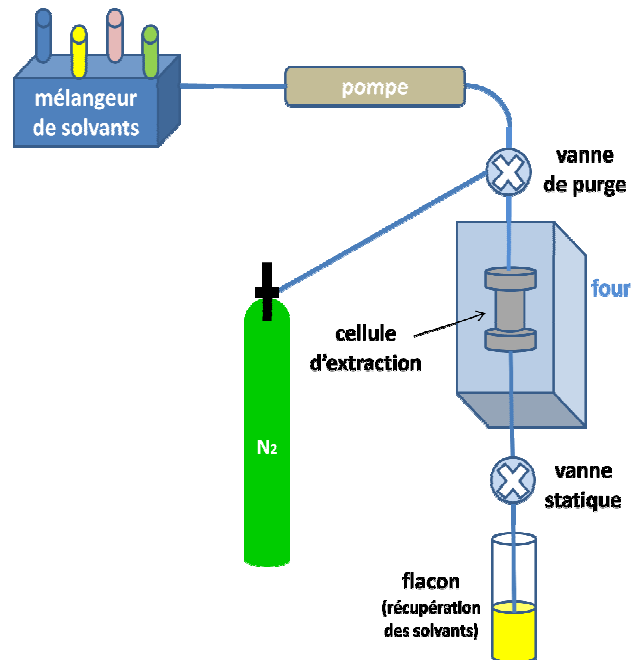 mélangeur
de solvants
pompe
vanne
de purge
four
cellule
d'extraction
N₂
vanne
statique
flacon
(récupération
des solvants)